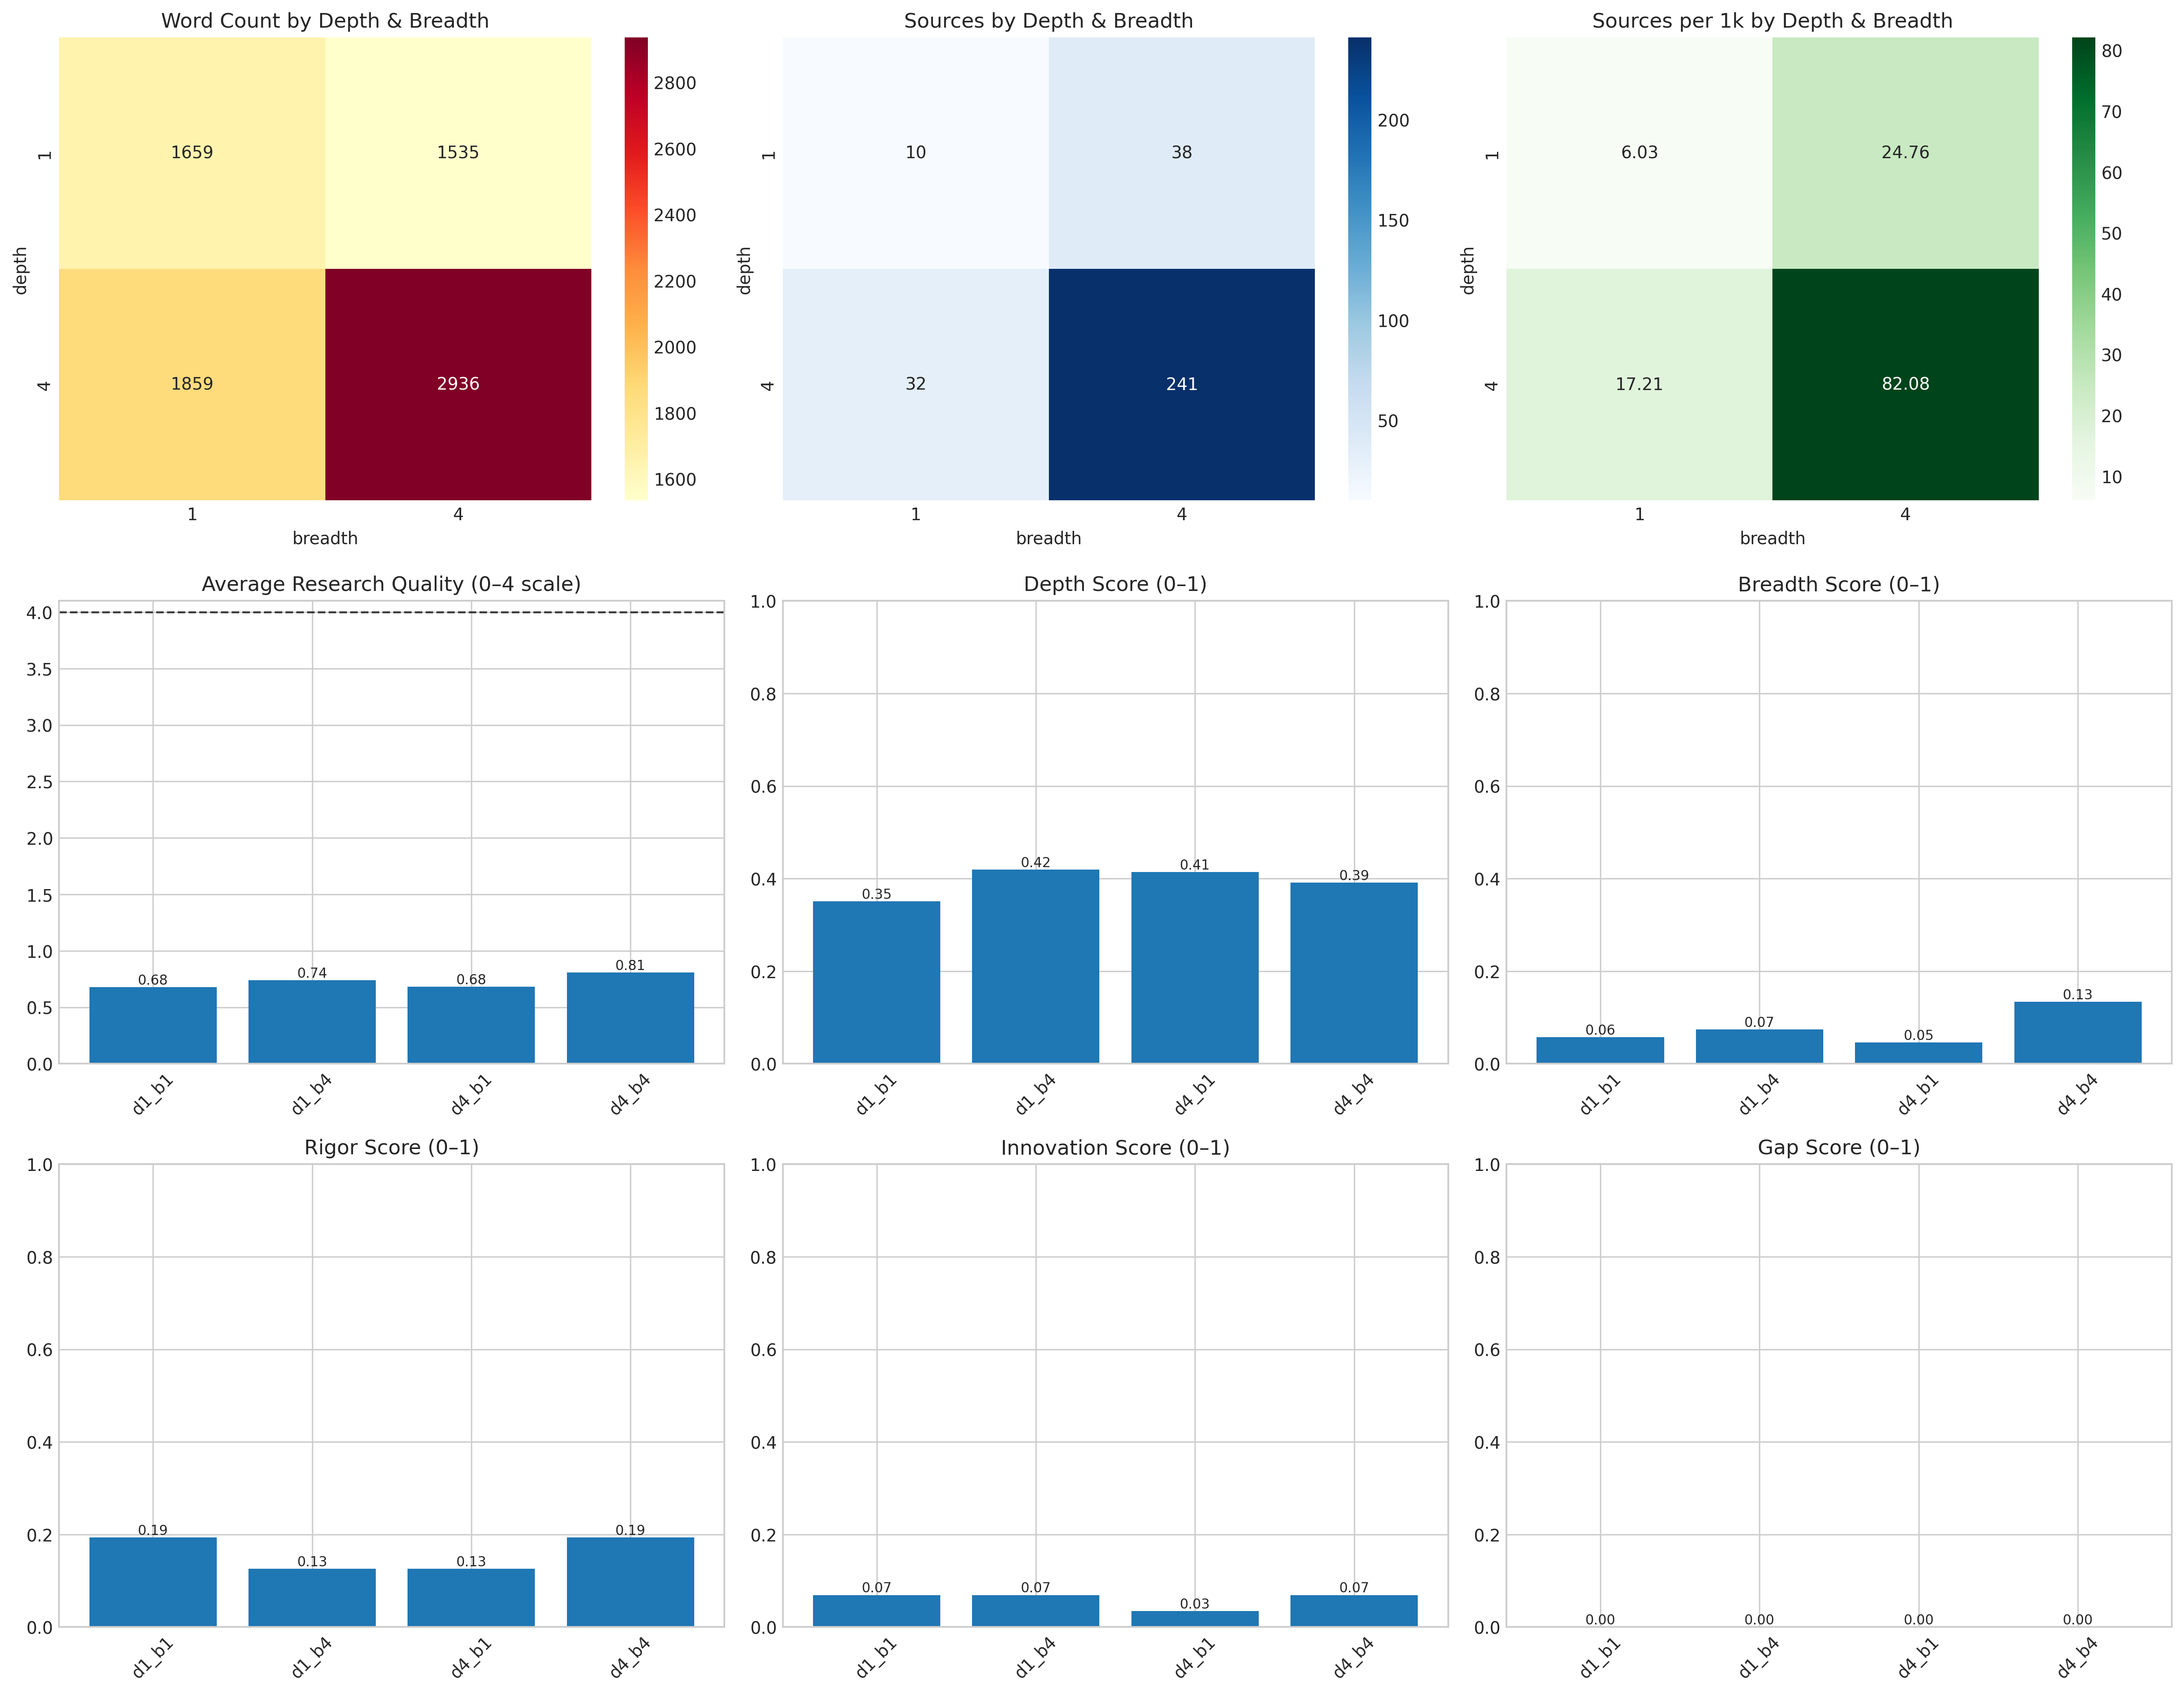 Word Count by Depth & Breadth
1659 1535
1859 2936
1
4
depth
1 4
breadth
2800
2600
2400
2200
2000
1800
1600
Sources by Depth & Breadth
10 38
32 241
1
4
depth
1 4
breadth
200
150
100
50
Sources per 1k by Depth & Breadth
6.03 24.76
17.21 82.08
1
4
depth
1 4
breadth
80
70
60
50
40
30
20
10
Average Research Quality (0–4 scale)
4.0
3.5
3.0
2.5
2.0
1.5
1.0
0.5
0.0
0.68 0.74 0.68 0.81
d1_b1 d1_b4 d4_b1 d4_b4
Depth Score (0–1)
1.0
0.8
0.6
0.4
0.2
0.0
0.35 0.42 0.41 0.39
d1_b1 d1_b4 d4_b1 d4_b4
Breadth Score (0–1)
1.0
0.8
0.6
0.4
0.2
0.0
0.06 0.07 0.05 0.13
d1_b1 d1_b4 d4_b1 d4_b4
Rigor Score (0–1)
1.0
0.8
0.6
0.4
0.2
0.0
0.19 0.13 0.13 0.19
d1_b1 d1_b4 d4_b1 d4_b4
Innovation Score (0–1)
1.0
0.8
0.6
0.4
0.2
0.0
0.07 0.07 0.03 0.07
d1_b1 d1_b4 d4_b1 d4_b4
Gap Score (0–1)
1.0
0.8
0.6
0.4
0.2
0.0
0.00 0.00 0.00 0.00
d1_b1 d1_b4 d4_b1 d4_b4